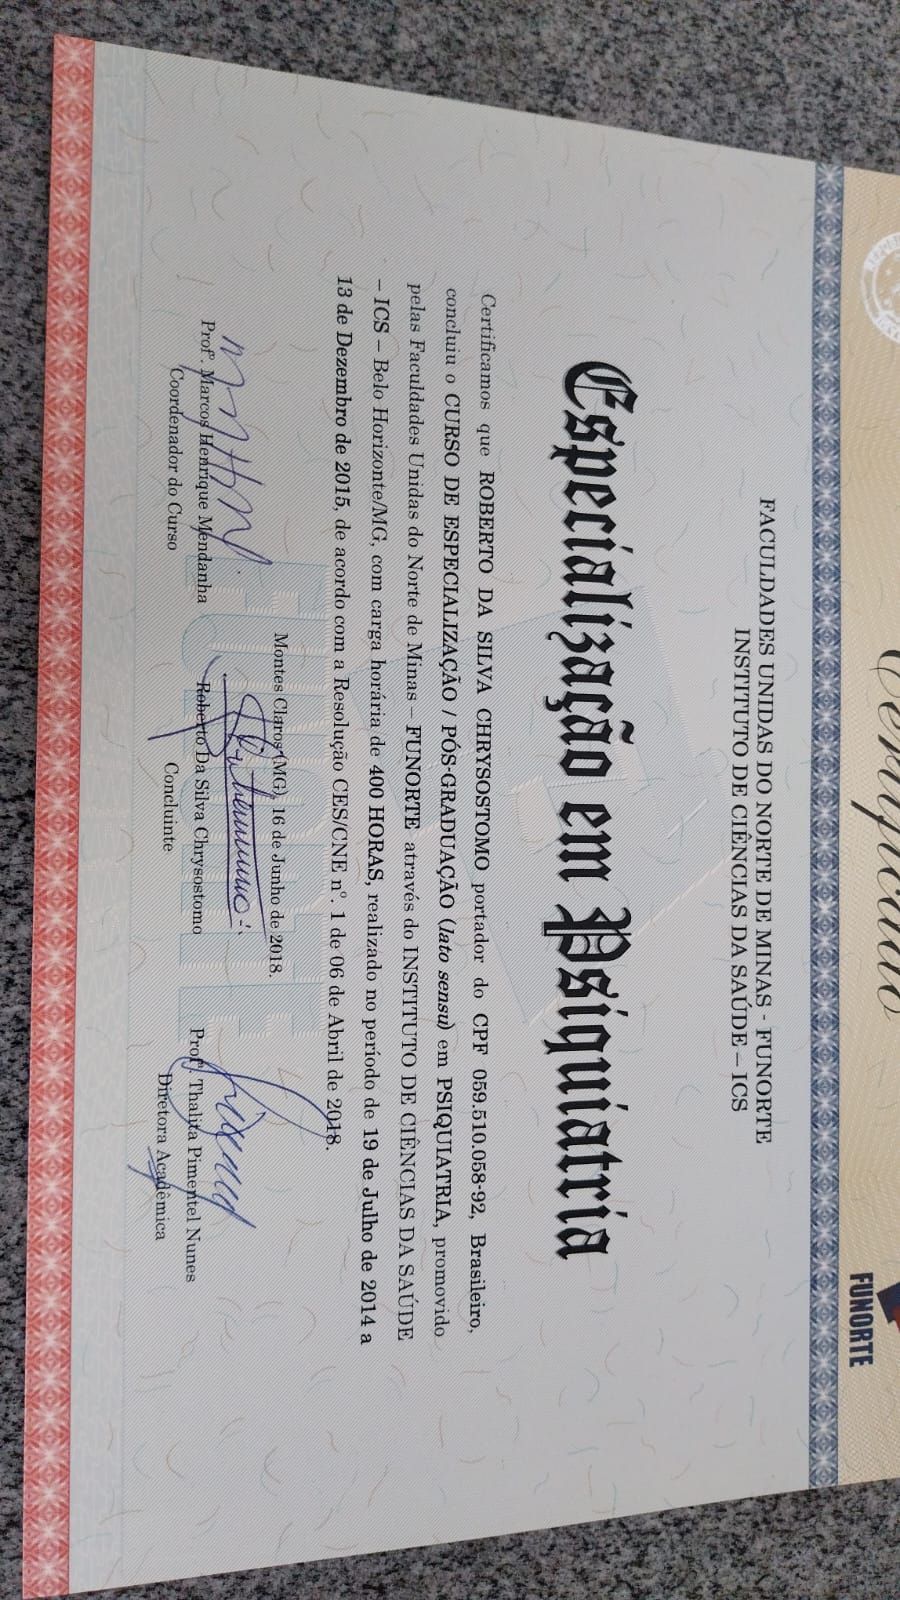 Certificado
FUNORTE
FACULDADES UNIDAS DO NORTE DE MINAS - FUNORTE
INSTITUTO DE CIÊNCIAS DA SAÚDE – ICS
Especialização em Psiquiatria
Certificamos que ROBERTO DA SILVA CHRYSOSTOMO portador do CPF 059.510.058-92, Brasileiro,
concluiu o CURSO DE ESPECIALIZAÇÃO / PÓS-GRADUAÇÃO (lato sensu) em PSIQUIATRIA, promovido
pelas Faculdades Unidas do Norte de Minas – FUNORTE através do INSTITUTO DE CIÊNCIAS DA SAÚDE
– ICS – Belo Horizonte/MG, com carga horária de 400 HORAS, realizado no período de 19 de Julho de 2014 a
13 de Dezembro de 2015, de acordo com a Resolução CES/CNE nº. 1 de 06 de Abril de 2018.
Montes Claros (MG), 16 de Junho de 2018.
Profº. Marcos Henrique Mendanha
Coordenador do Curso
Roberto Da Silva Chrysostomo
Concluinte
Profª. Thalita Pimentel Nunes
Diretora Acadêmica
FUNORTE